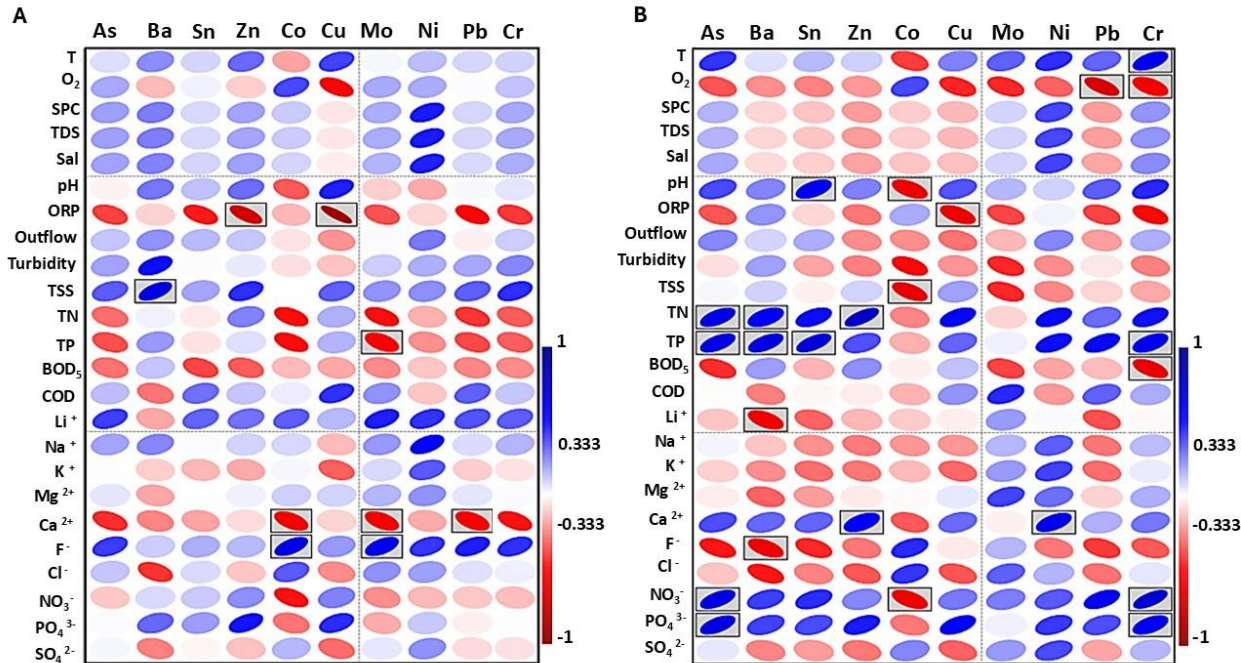 A
As Ba Sn Zn Co Cu Mo Ni Pb Cr
T
O₂
SPC
TDS
Sal
pH
ORP
Outflow
Turbidity
TSS
TN
TP
BOD₅
COD
Li⁺
Na⁺
K⁺
Mg²⁺
Ca²⁺
F⁻
Cl⁻
NO₃⁻
PO₄³⁻
SO₄²⁻
1
0.333
-0.333
-1
B
As Ba Sn Zn Co Cu Mo Ni Pb Cr
T
O₂
SPC
TDS
Sal
pH
ORP
Outflow
Turbidity
TSS
TN
TP
BOD₅
COD
Li⁺
Na⁺
K⁺
Mg²⁺
Ca²⁺
F⁻
Cl⁻
NO₃⁻
PO₄³⁻
SO₄²⁻
1
0.333
-0.333
-1